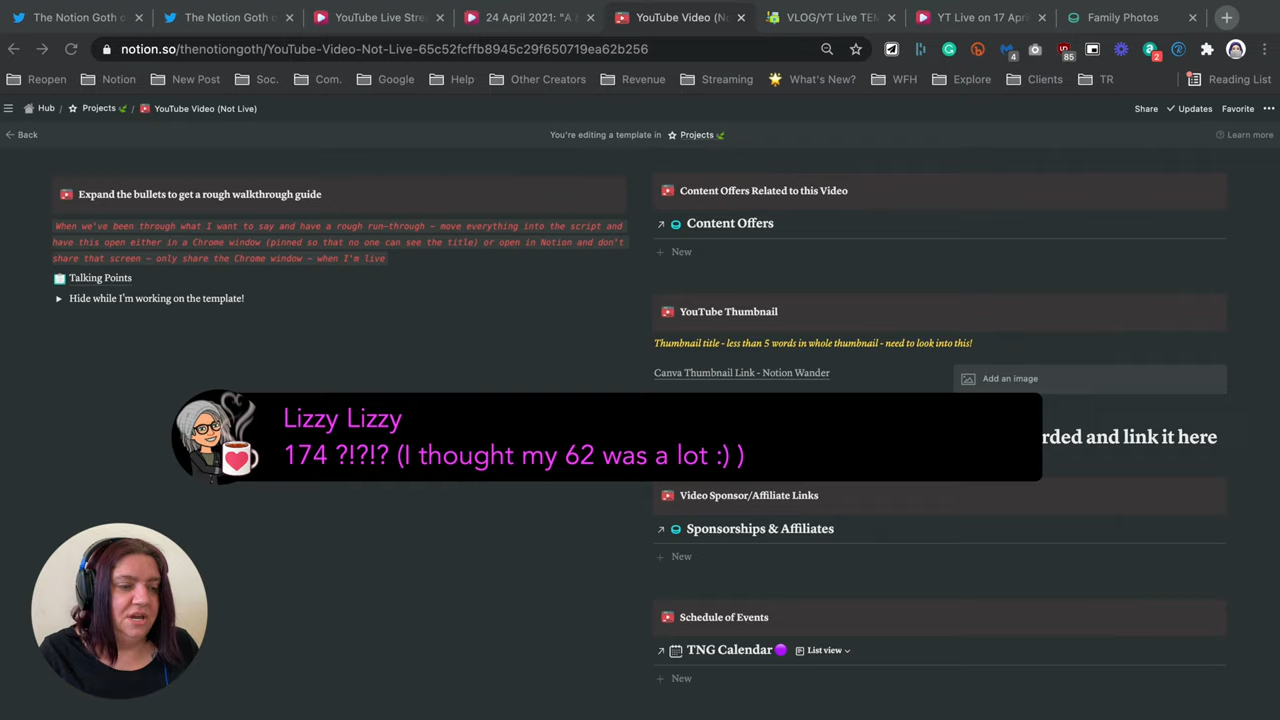 The Notion Goth o
The Notion Goth of
YouTube Live Stre
24 April 2021: "A
YouTube Video (N
VLOG/YT Live TEM
YT Live on 17 Apri
Family Photos
notion.so/thenotiongoth/YouTube-Video-Not-Live-65c52fcffb8945c29f650719ea62b256
4
85
2
Reopen
Notion
New Post
Soc.
Com.
Google
Help
Other Creators
Revenue
Streaming
What's New?
WFH
Explore
Clients
TR
Reading List
Hub / Projects / YouTube Video (Not Live)
Share
Updates
Favorite
Back
You're editing a template in Projects
Learn more
Expand the bullets to get a rough walkthrough guide
When we've been through what I want to say and have a rough run-through - move everything into the script and
have this open either in a Chrome window (pinned so that no one can see the title) or open in Notion and don't
share that screen - only share the Chrome window - when I'm live
Talking Points
Hide while I'm working on the template!
Content Offers Related to this Video
Content Offers
New
YouTube Thumbnail
Thumbnail title - less than 5 words in whole thumbnail - need to look into this!
Canva Thumbnail Link - Notion Wander
Add an image
Lizzy Lizzy
174 ?!?!? (I thought my 62 was a lot :) )
rded and link it here
Video Sponsor/Affiliate Links
Sponsorships & Affiliates
New
Schedule of Events
TNG Calendar
List view
New